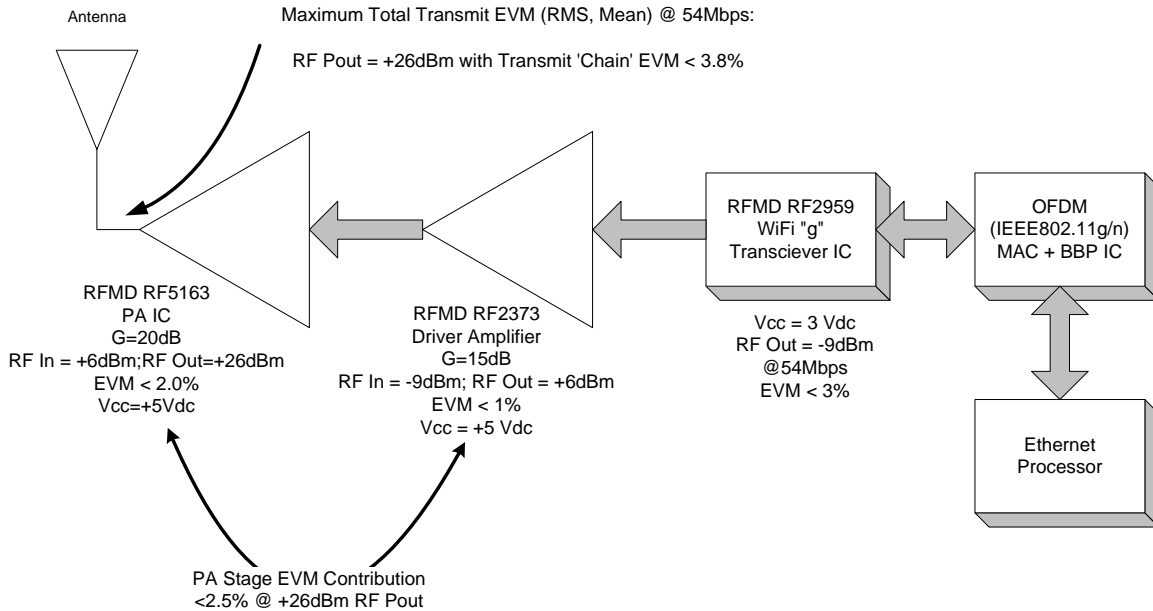 Antenna
Maximum Total Transmit EVM (RMS, Mean) @ 54Mbps:
RF Pout = +26dBm with Transmit 'Chain' EVM < 3.8%
RFMD RF5163
PA IC
G=20dB
RF In = +6dBm;RF Out=+26dBm
EVM < 2.0%
Vcc=+5Vdc
RFMD RF2373
Driver Amplifier
G=15dB
RF In = -9dBm; RF Out = +6dBm
EVM < 1%
Vcc = +5 Vdc
RFMD RF2959
WiFi "g"
Transciever IC
Vcc = 3 Vdc
RF Out = -9dBm
@54Mbps
EVM < 3%
OFDM
(IEEE802.11g/n)
MAC + BBP IC
Ethernet
Processor
PA Stage EVM Contribution
<2.5% @ +26dBm RF Pout